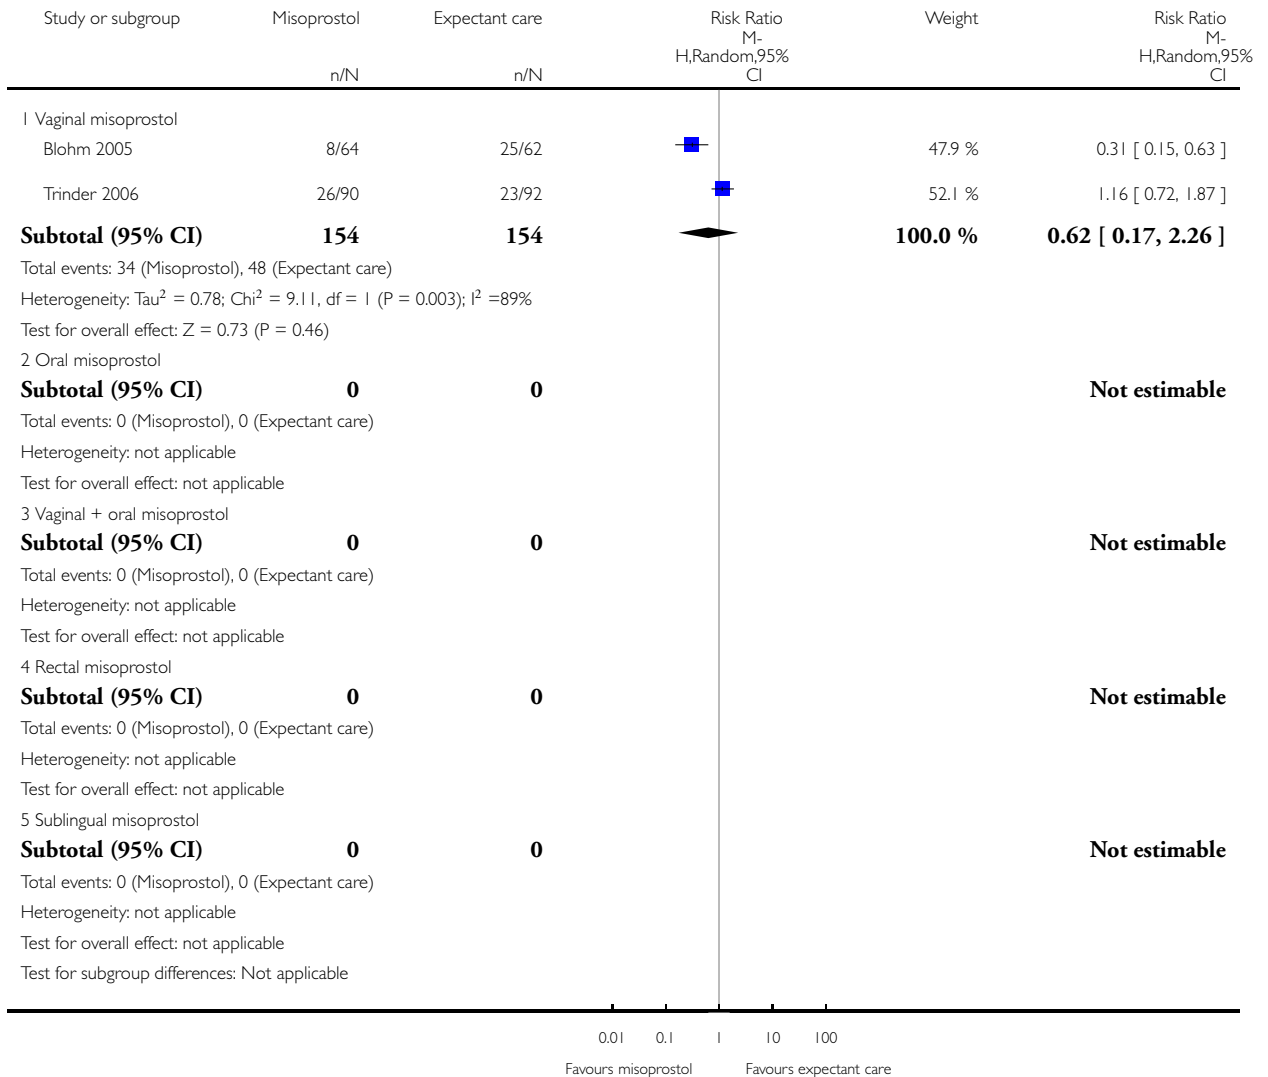 Study or subgroup Misoprostol Expectant care Risk Ratio Weight Risk Ratio
M- M-
H,Random,95% H,Random,95%
n/N n/N CI CI
1 Vaginal misoprostol
Blohm 2005 8/64 25/62 47.9 % 0.31 [ 0.15, 0.63 ]
Trinder 2006 26/90 23/92 52.1 % 1.16 [ 0.72, 1.87 ]
Subtotal (95% CI) 154 154 100.0 % 0.62 [ 0.17, 2.26 ]
Total events: 34 (Misoprostol), 48 (Expectant care)
Heterogeneity: Tau² = 0.78; Chi² = 9.11, df = 1 (P = 0.003); I² =89%
Test for overall effect: Z = 0.73 (P = 0.46)
2 Oral misoprostol
Subtotal (95% CI) 0 0 Not estimable
Total events: 0 (Misoprostol), 0 (Expectant care)
Heterogeneity: not applicable
Test for overall effect: not applicable
3 Vaginal + oral misoprostol
Subtotal (95% CI) 0 0 Not estimable
Total events: 0 (Misoprostol), 0 (Expectant care)
Heterogeneity: not applicable
Test for overall effect: not applicable
4 Rectal misoprostol
Subtotal (95% CI) 0 0 Not estimable
Total events: 0 (Misoprostol), 0 (Expectant care)
Heterogeneity: not applicable
Test for overall effect: not applicable
5 Sublingual misoprostol
Subtotal (95% CI) 0 0 Not estimable
Total events: 0 (Misoprostol), 0 (Expectant care)
Heterogeneity: not applicable
Test for overall effect: not applicable
Test for subgroup differences: Not applicable
0.01 0.1 1 10 100
Favours misoprostol Favours expectant care